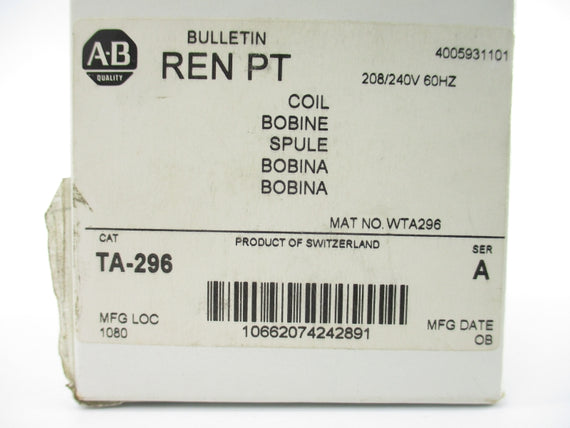 A-B
QUALITY
BULLETIN
REN PT
4005931101
208/240V 60HZ
COIL
BOBINE
SPULE
BOBINA
BOBINA
MAT NO. WTA296
CAT
PRODUCT OF SWITZERLAND
SER
TA-296
A
MFG LOC
1080
10662074242891
MFG DATE
OB